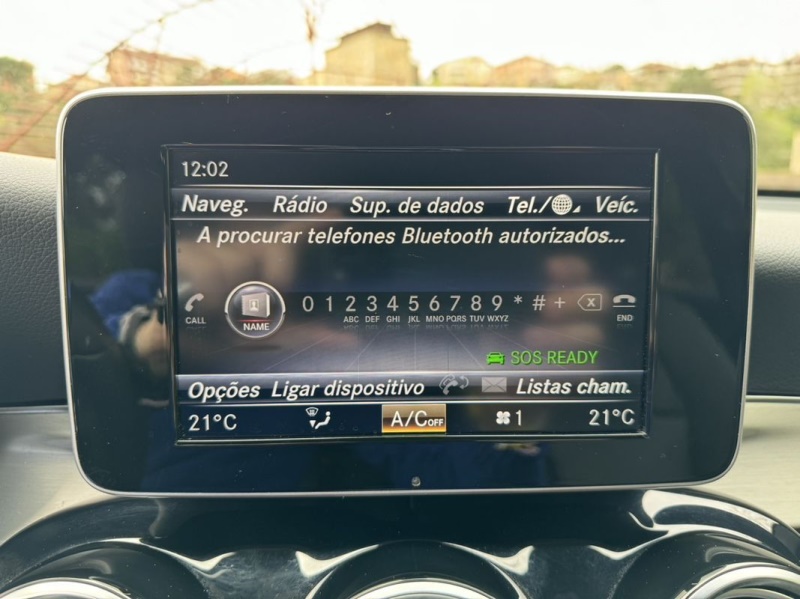 12:02
Naveg. Rádio Sup. de dados Tel./ Veíc.
A procurar telefones Bluetooth autorizados...
0 1 2 3 4 5 6 7 8 9 * # +
CALL NAME ABC DEF GHI JKL MNO PQRS TUV WXYZ END
SOS READY
Opções Ligar dispositivo Listas cham.
21°C A/C OFF 1 21°C